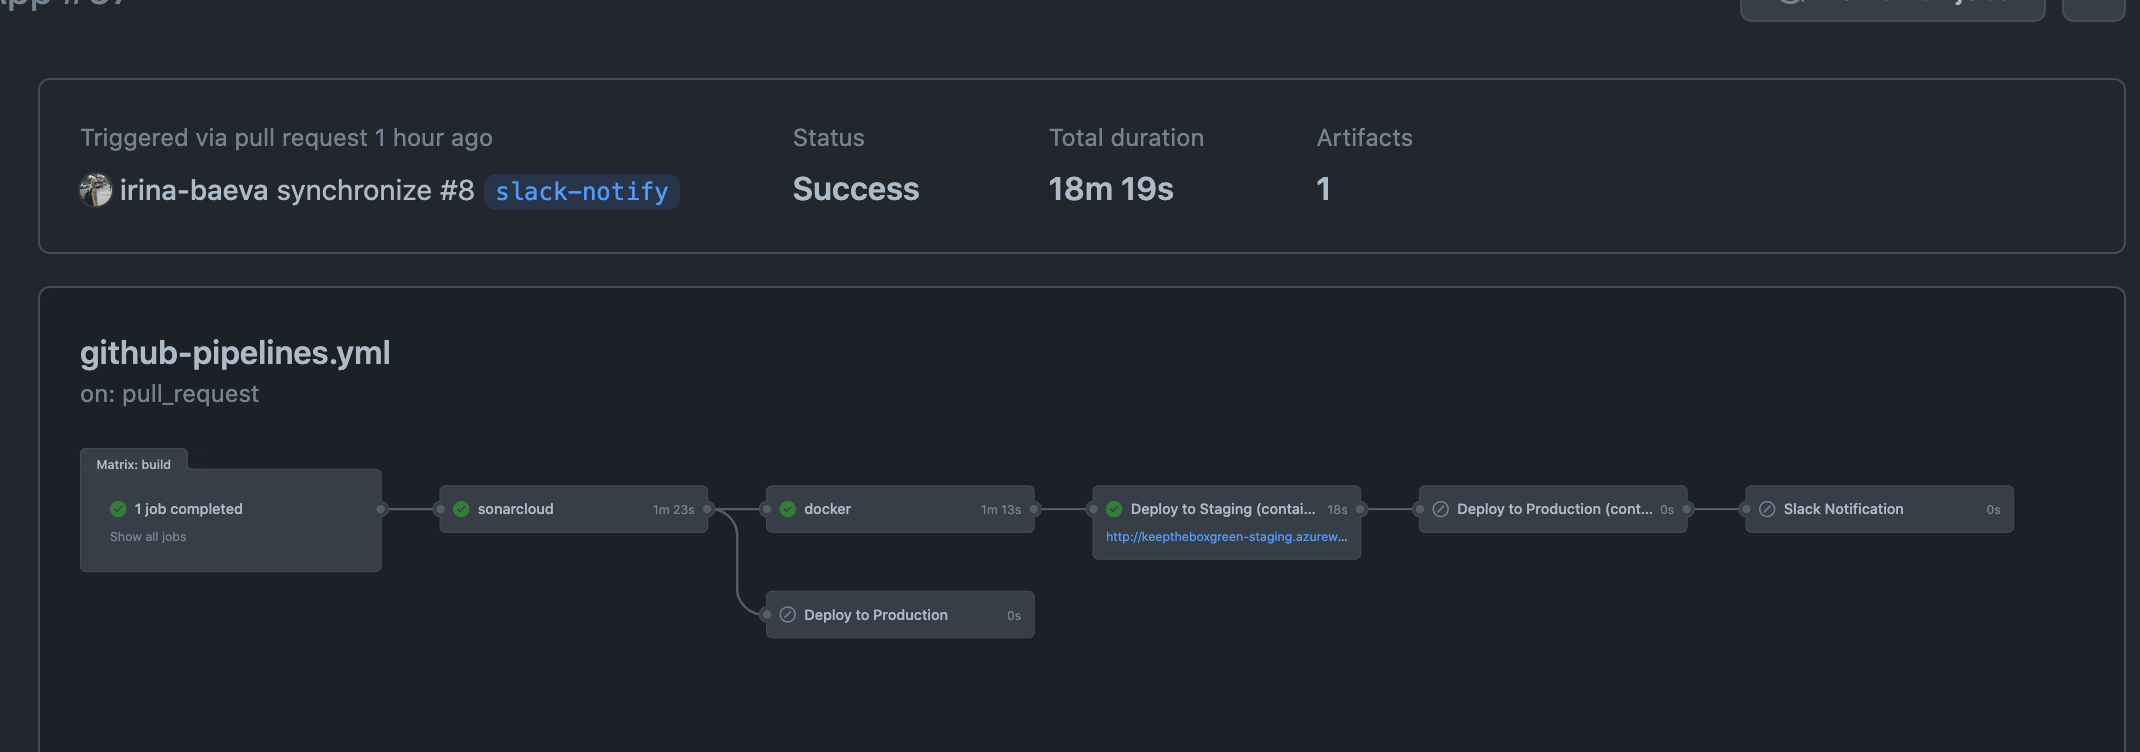 Triggered via pull request 1 hour ago
irina-baeva synchronize #8 slack-notify
Status
Success
Total duration
18m 19s
Artifacts
1
github-pipelines.yml
on: pull_request
Matrix: build
1 job completed
Show all jobs
sonarcloud 1m 23s
docker 1m 13s
Deploy to Staging (contai... 18s
http://keeptheboxgreen-staging.azurew...
Deploy to Production (cont... 0s
Slack Notification 0s
Deploy to Production 0s